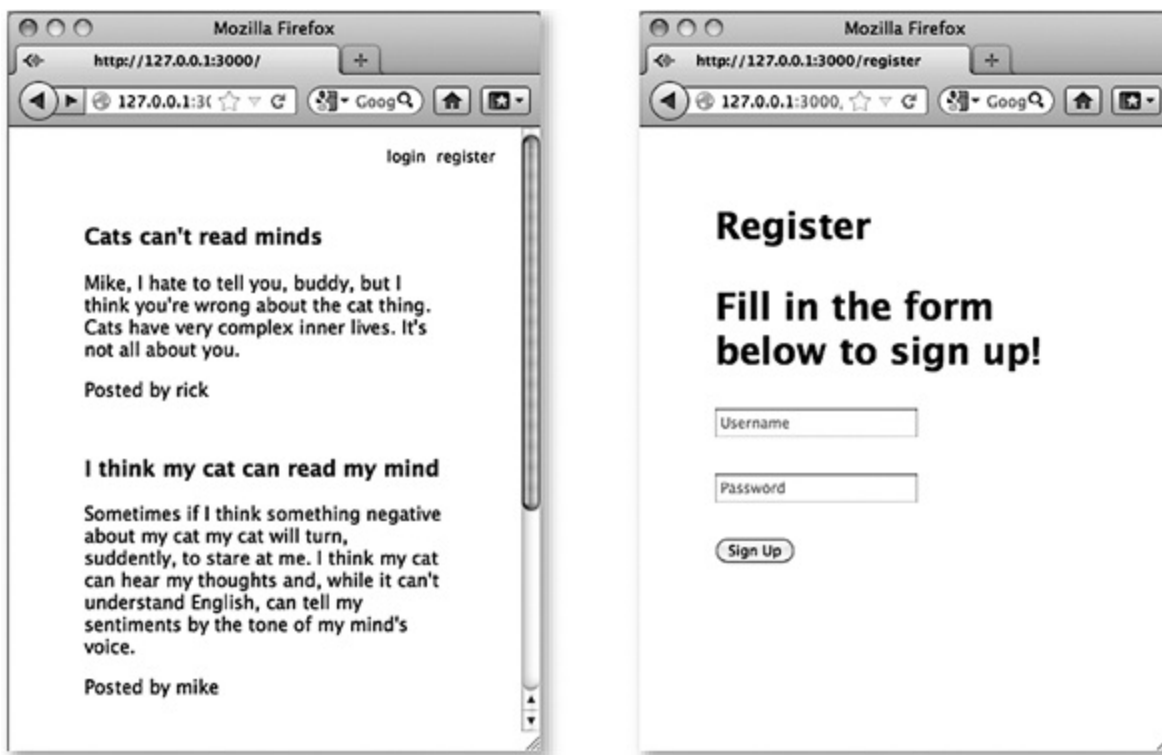 Mozilla Firefox
http://127.0.0.1:3000/
127.0.0.1:3(
Goog
login register
Cats can't read minds
Mike, I hate to tell you, buddy, but I
think you're wrong about the cat thing.
Cats have very complex inner lives. It's
not all about you.
Posted by rick
I think my cat can read my mind
Sometimes if I think something negative
about my cat my cat will turn,
suddently, to stare at me. I think my cat
can hear my thoughts and, while it can't
understand English, can tell my
sentiments by the tone of my mind's
voice.
Posted by mike
Mozilla Firefox
http://127.0.0.1:3000/register
127.0.0.1:3000,
Goog
Register
Fill in the form
below to sign up!
Username
Password
Sign Up